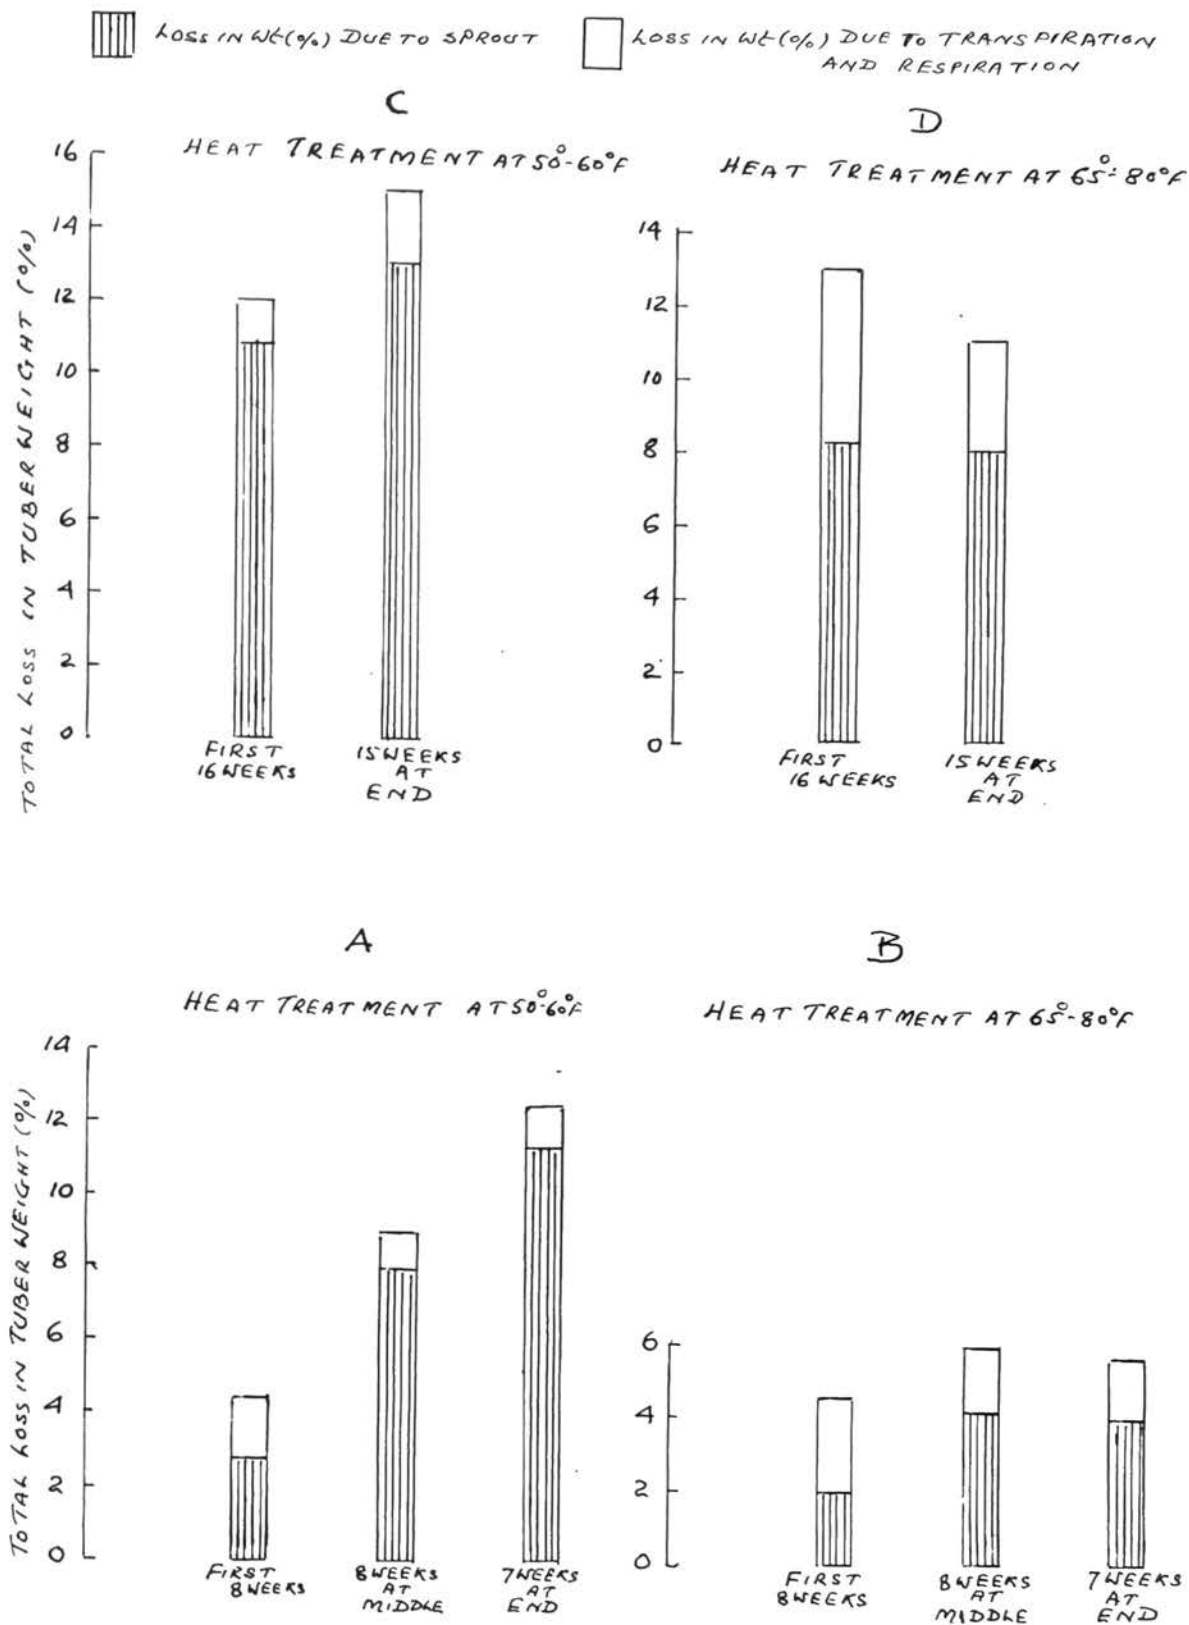 LOSS IN Wt(%) DUE TO SPROUT
LOSS IN Wt(%) DUE TO TRANSPIRATION
AND RESPIRATION
C
HEAT TREATMENT AT 50°-60°F
TOTAL LOSS IN TUBER WEIGHT (%)
16
14
12
10
8
6
4
2
0
FIRST
16 WEEKS
15 WEEKS
AT
END
D
HEAT TREATMENT AT 65°-80°F
14
12
10
8
6
4
2
0
FIRST
16 WEEKS
15 WEEKS
AT
END
A
HEAT TREATMENT AT 50°-60°F
TOTAL LOSS IN TUBER WEIGHT (%)
14
12
10
8
6
4
2
0
FIRST
8 WEEKS
8 WEEKS
AT
MIDDLE
7 WEEKS
AT
END
B
HEAT TREATMENT AT 65°-80°F
6
4
2
0
FIRST
8 WEEKS
8 WEEKS
AT
MIDDLE
7 WEEKS
AT
END